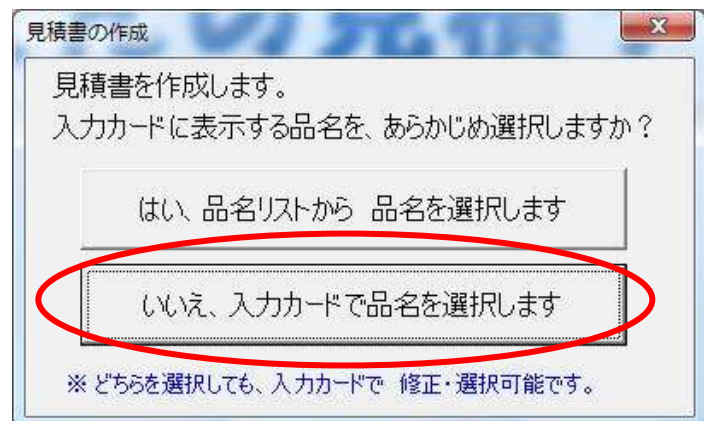 見積書の作成
見積書を作成します。
入力カードに表示する品名を、あらかじめ選択しますか？
はい、品名リストから 品名を選択します
いいえ、入力カードで品名を選択します
※ どちらを選択しても、入力カードで 修正・選択可能です。